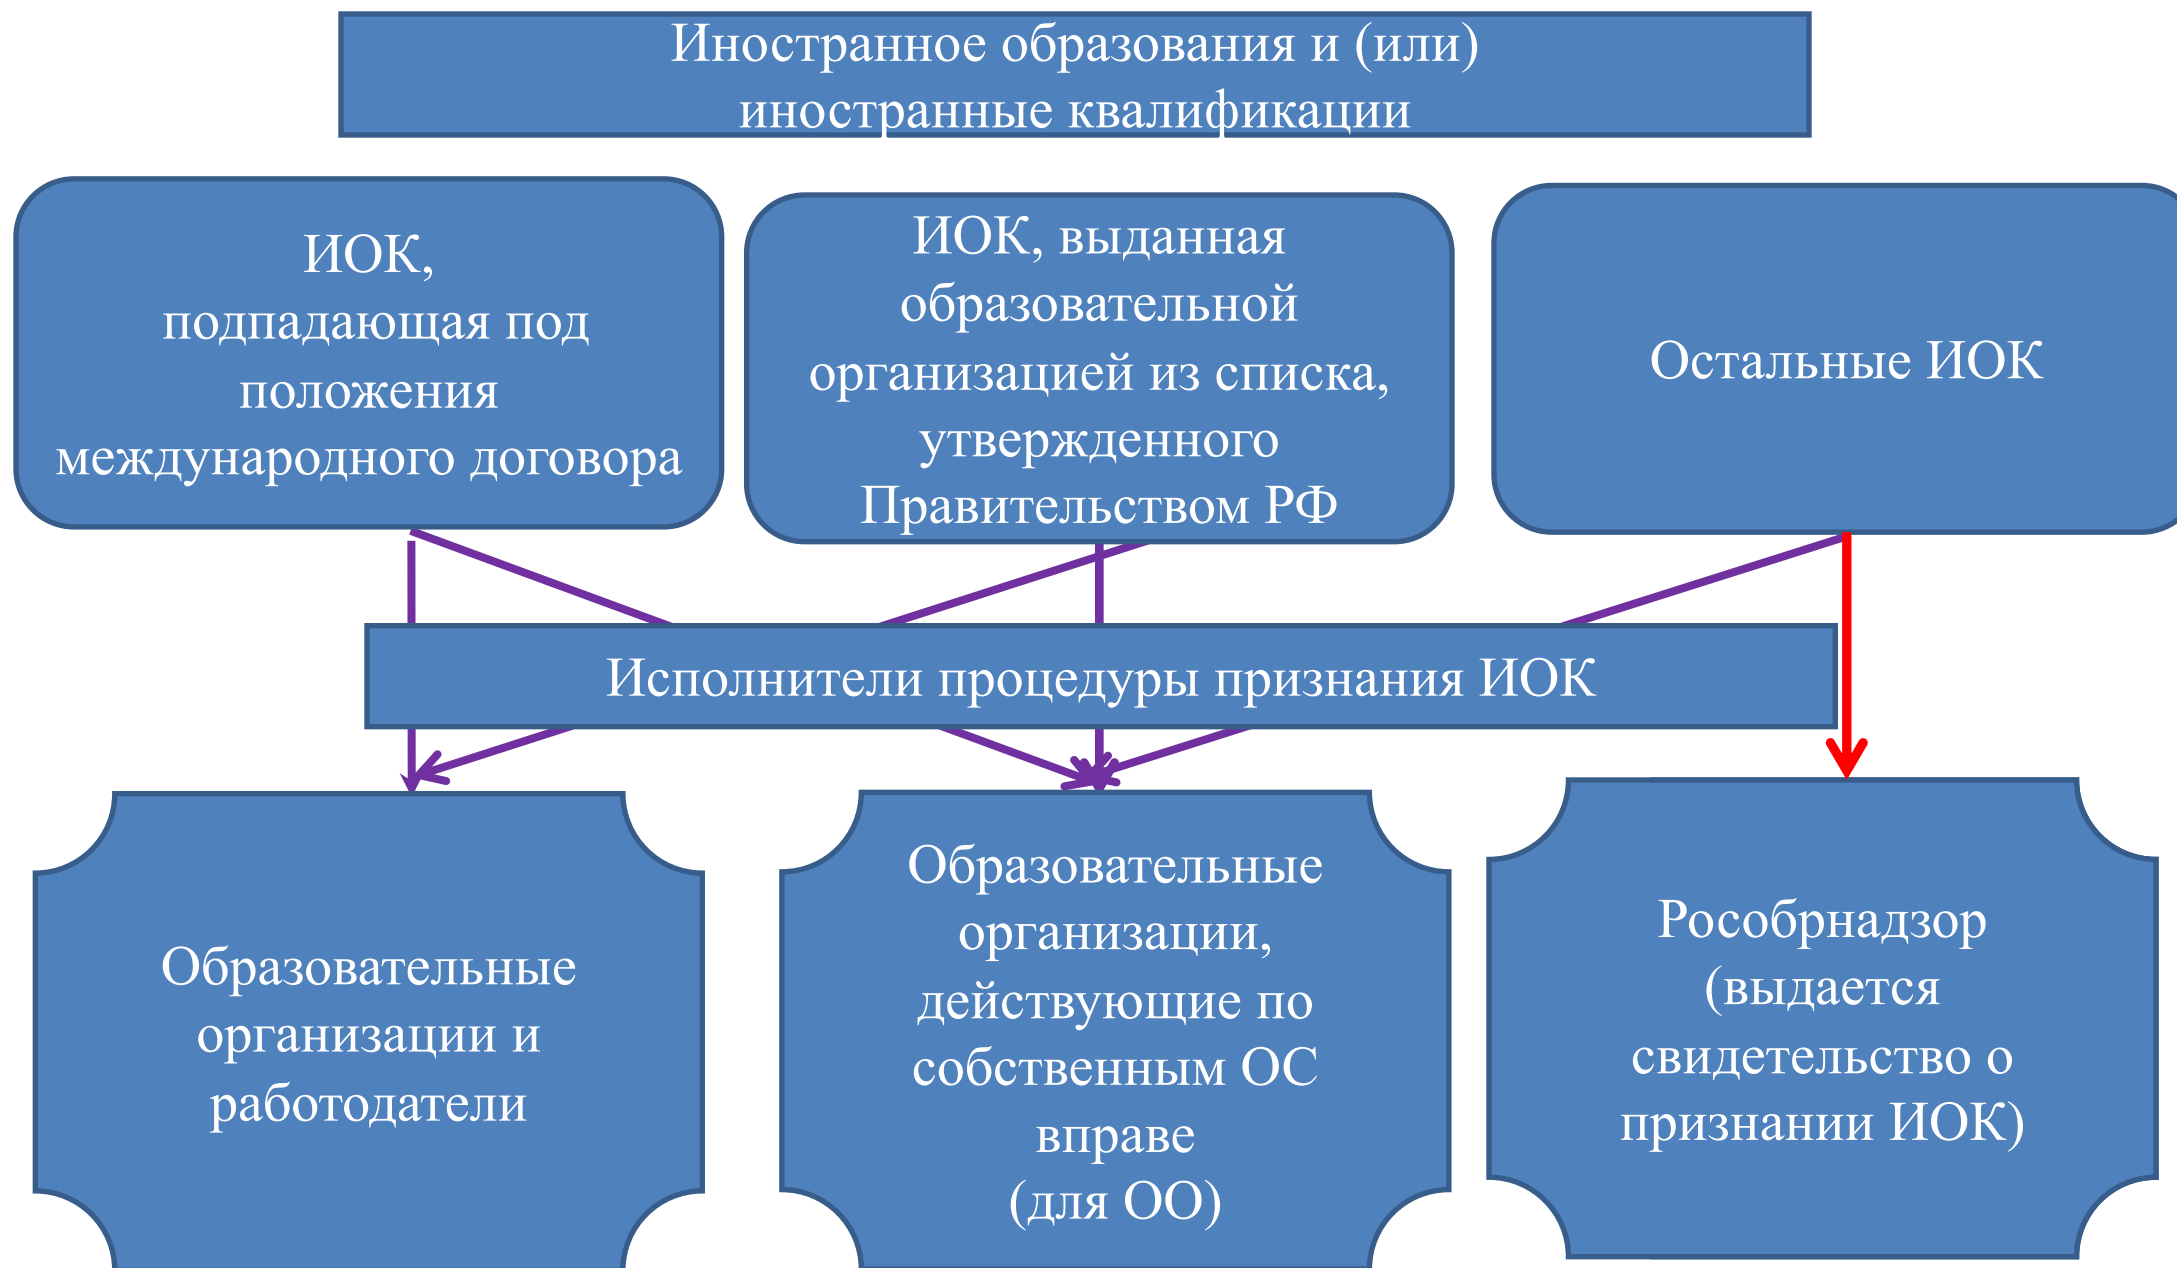 Иностранное образования и (или)
иностранные квалификации
ИОК,
подпадающая под
положения
международного договора
ИОК, выданная
образовательной
организацией из списка,
утвержденного
Правительством РФ
Остальные ИОК
Исполнители процедуры признания ИОК
Образовательные
организации и
работодатели
Образовательные
организации,
действующие по
собственным ОС
вправе
(для ОО)
Рособрнадзор
(выдается
свидетельство о
признании ИОК)